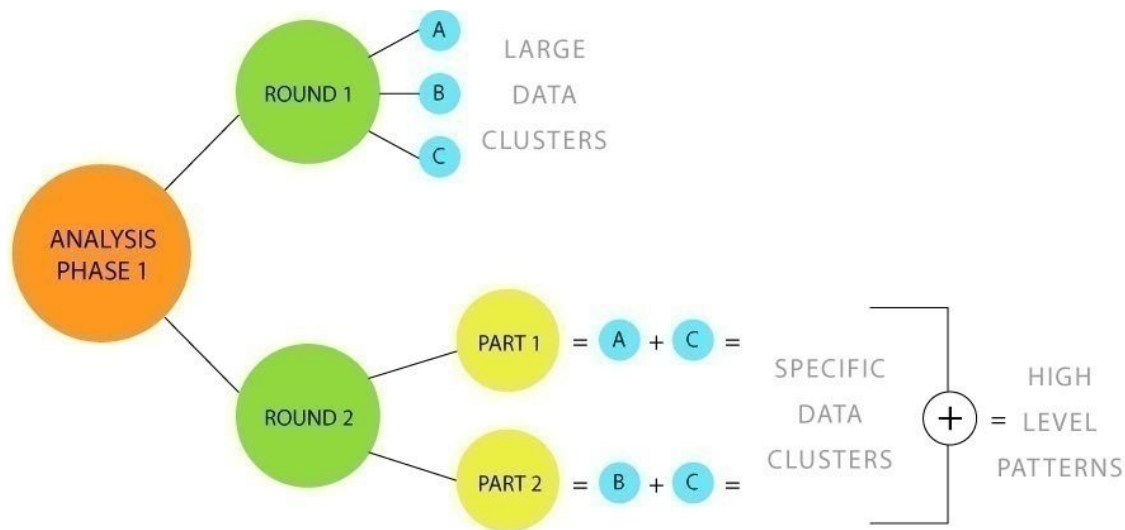 ROUND 1
A
B
C
LARGE
DATA
CLUSTERS
ANALYSIS
PHASE 1
ROUND 2
PART 1 = A + C =
PART 2 = B + C =
SPECIFIC
DATA
CLUSTERS
+ =
HIGH
LEVEL
PATTERNS